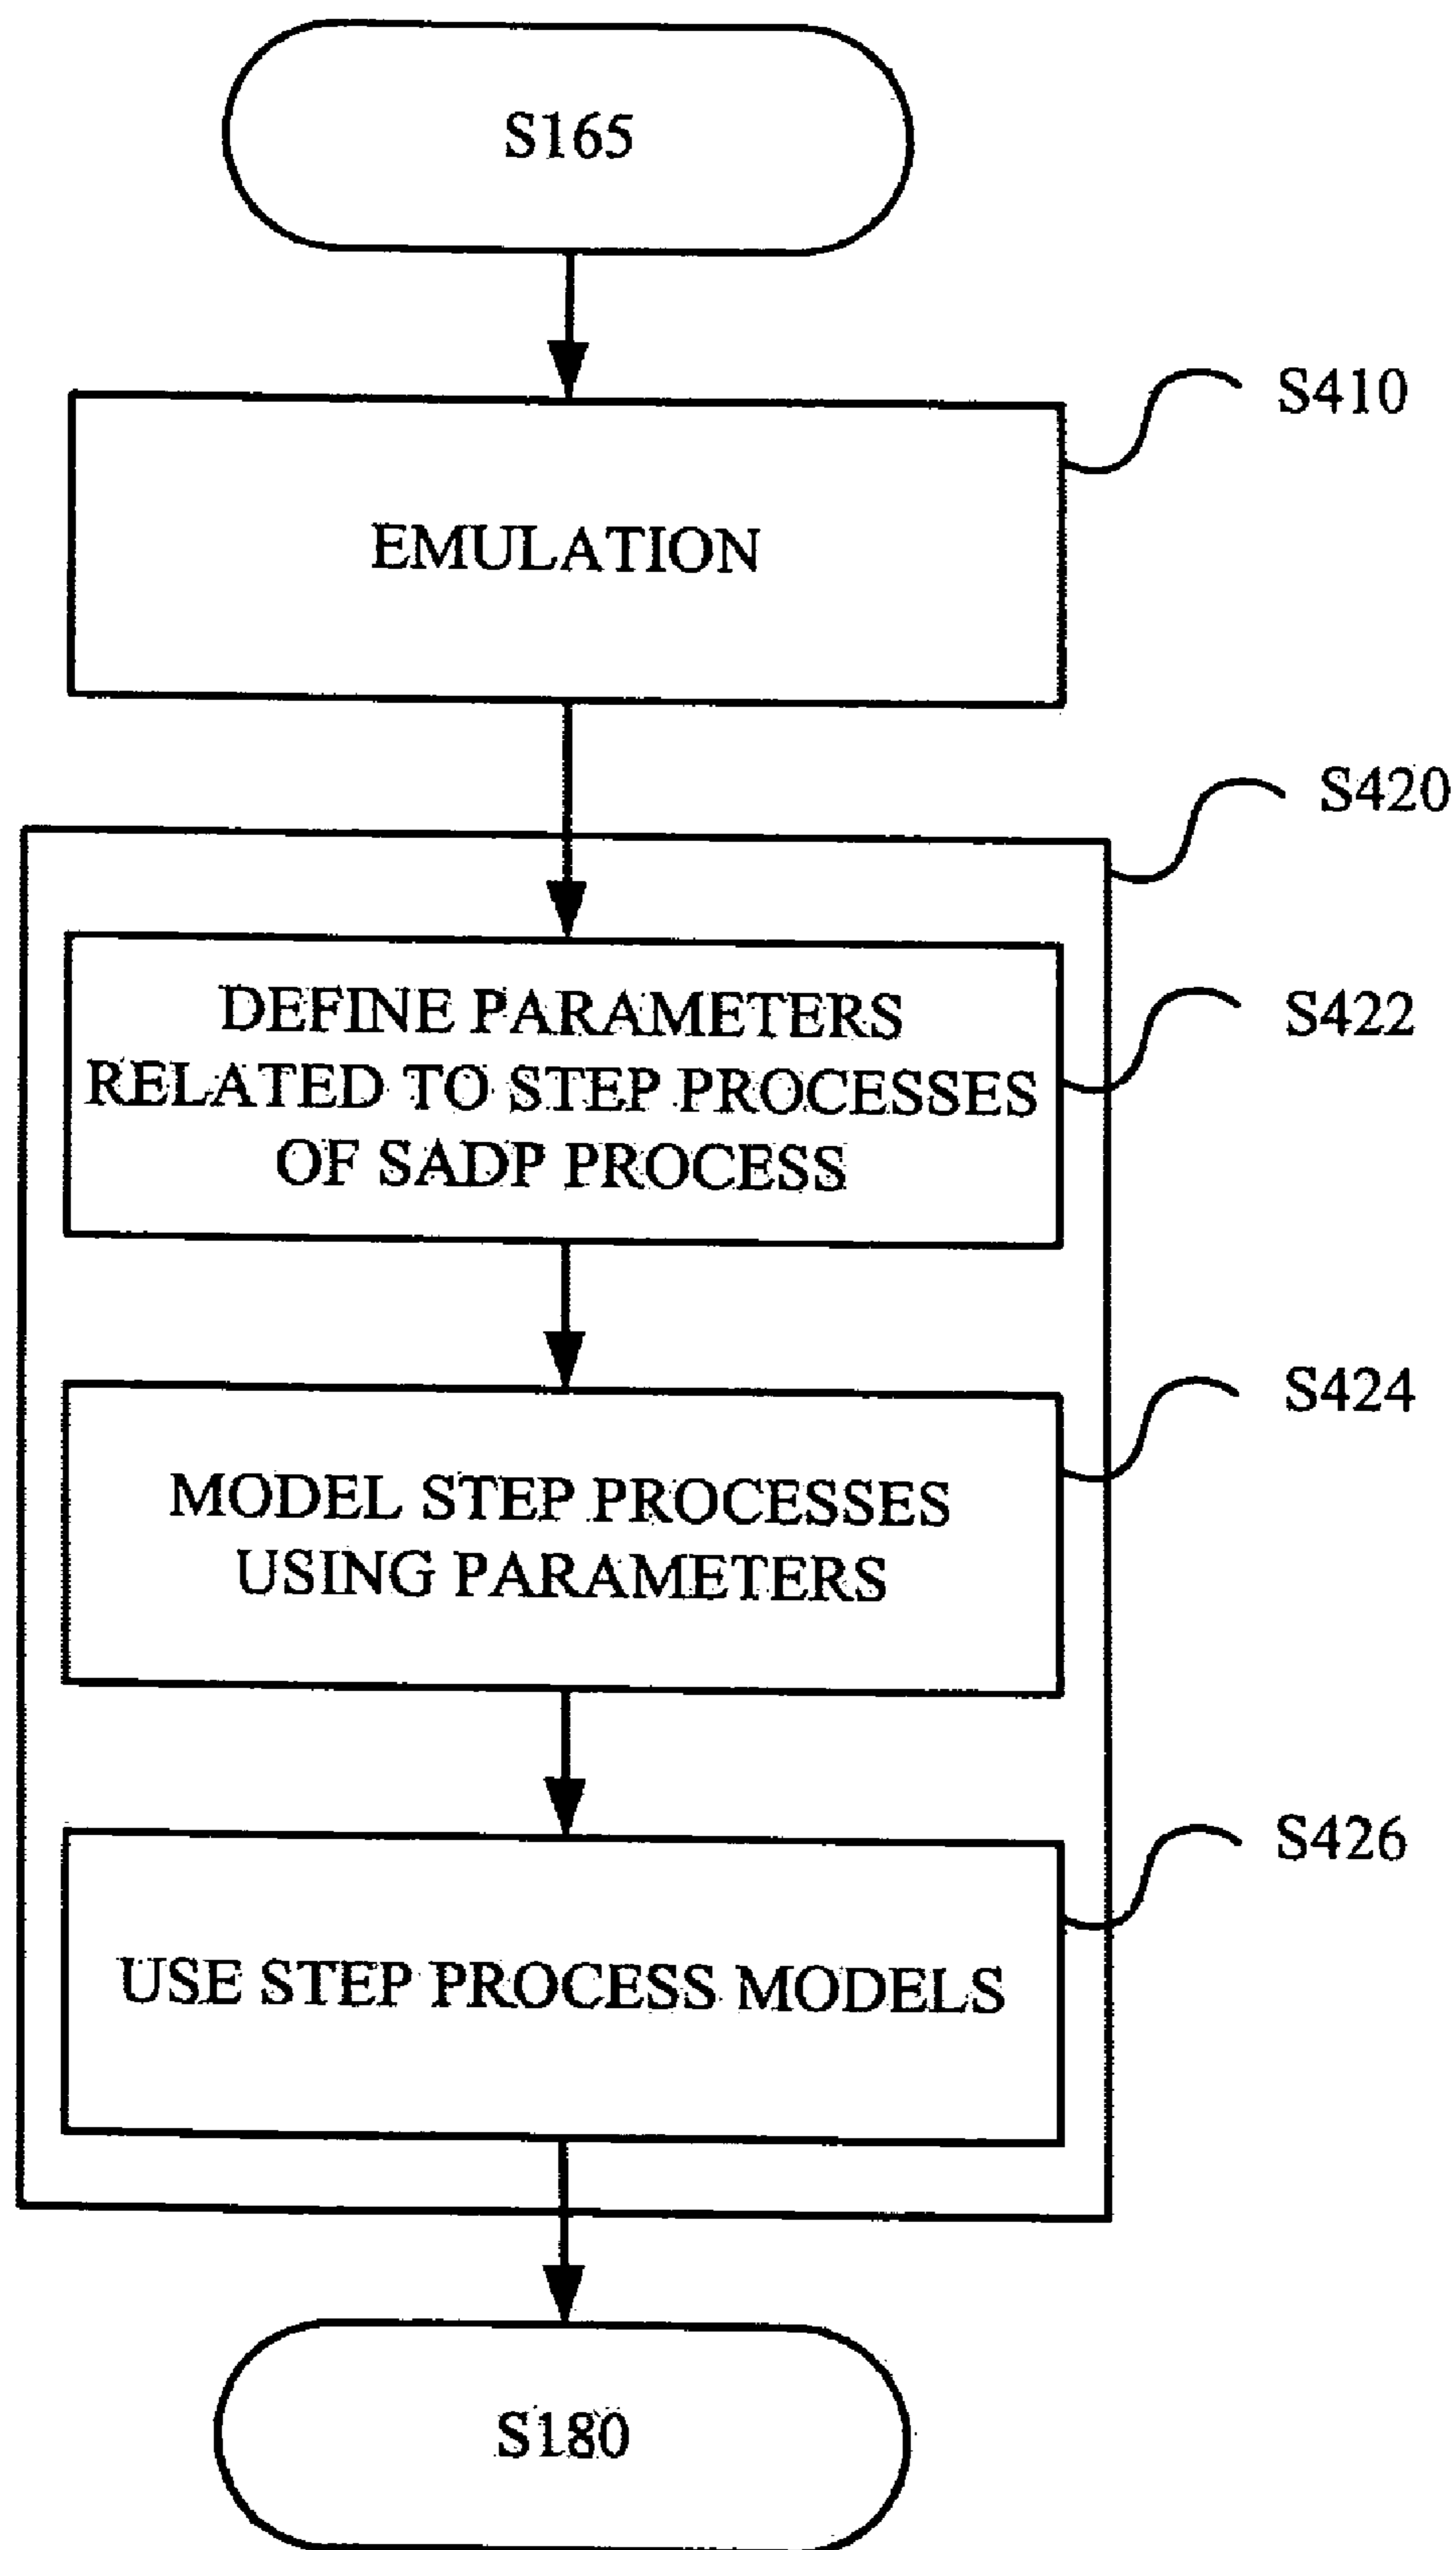 S165
S410
EMULATION
S420
DEFINE PARAMETERS
RELATED TO STEP PROCESSES
OF SADP PROCESS
S422
S424
MODEL STEP PROCESSES
USING PARAMETERS
S426
USE STEP PROCESS MODELS
S180